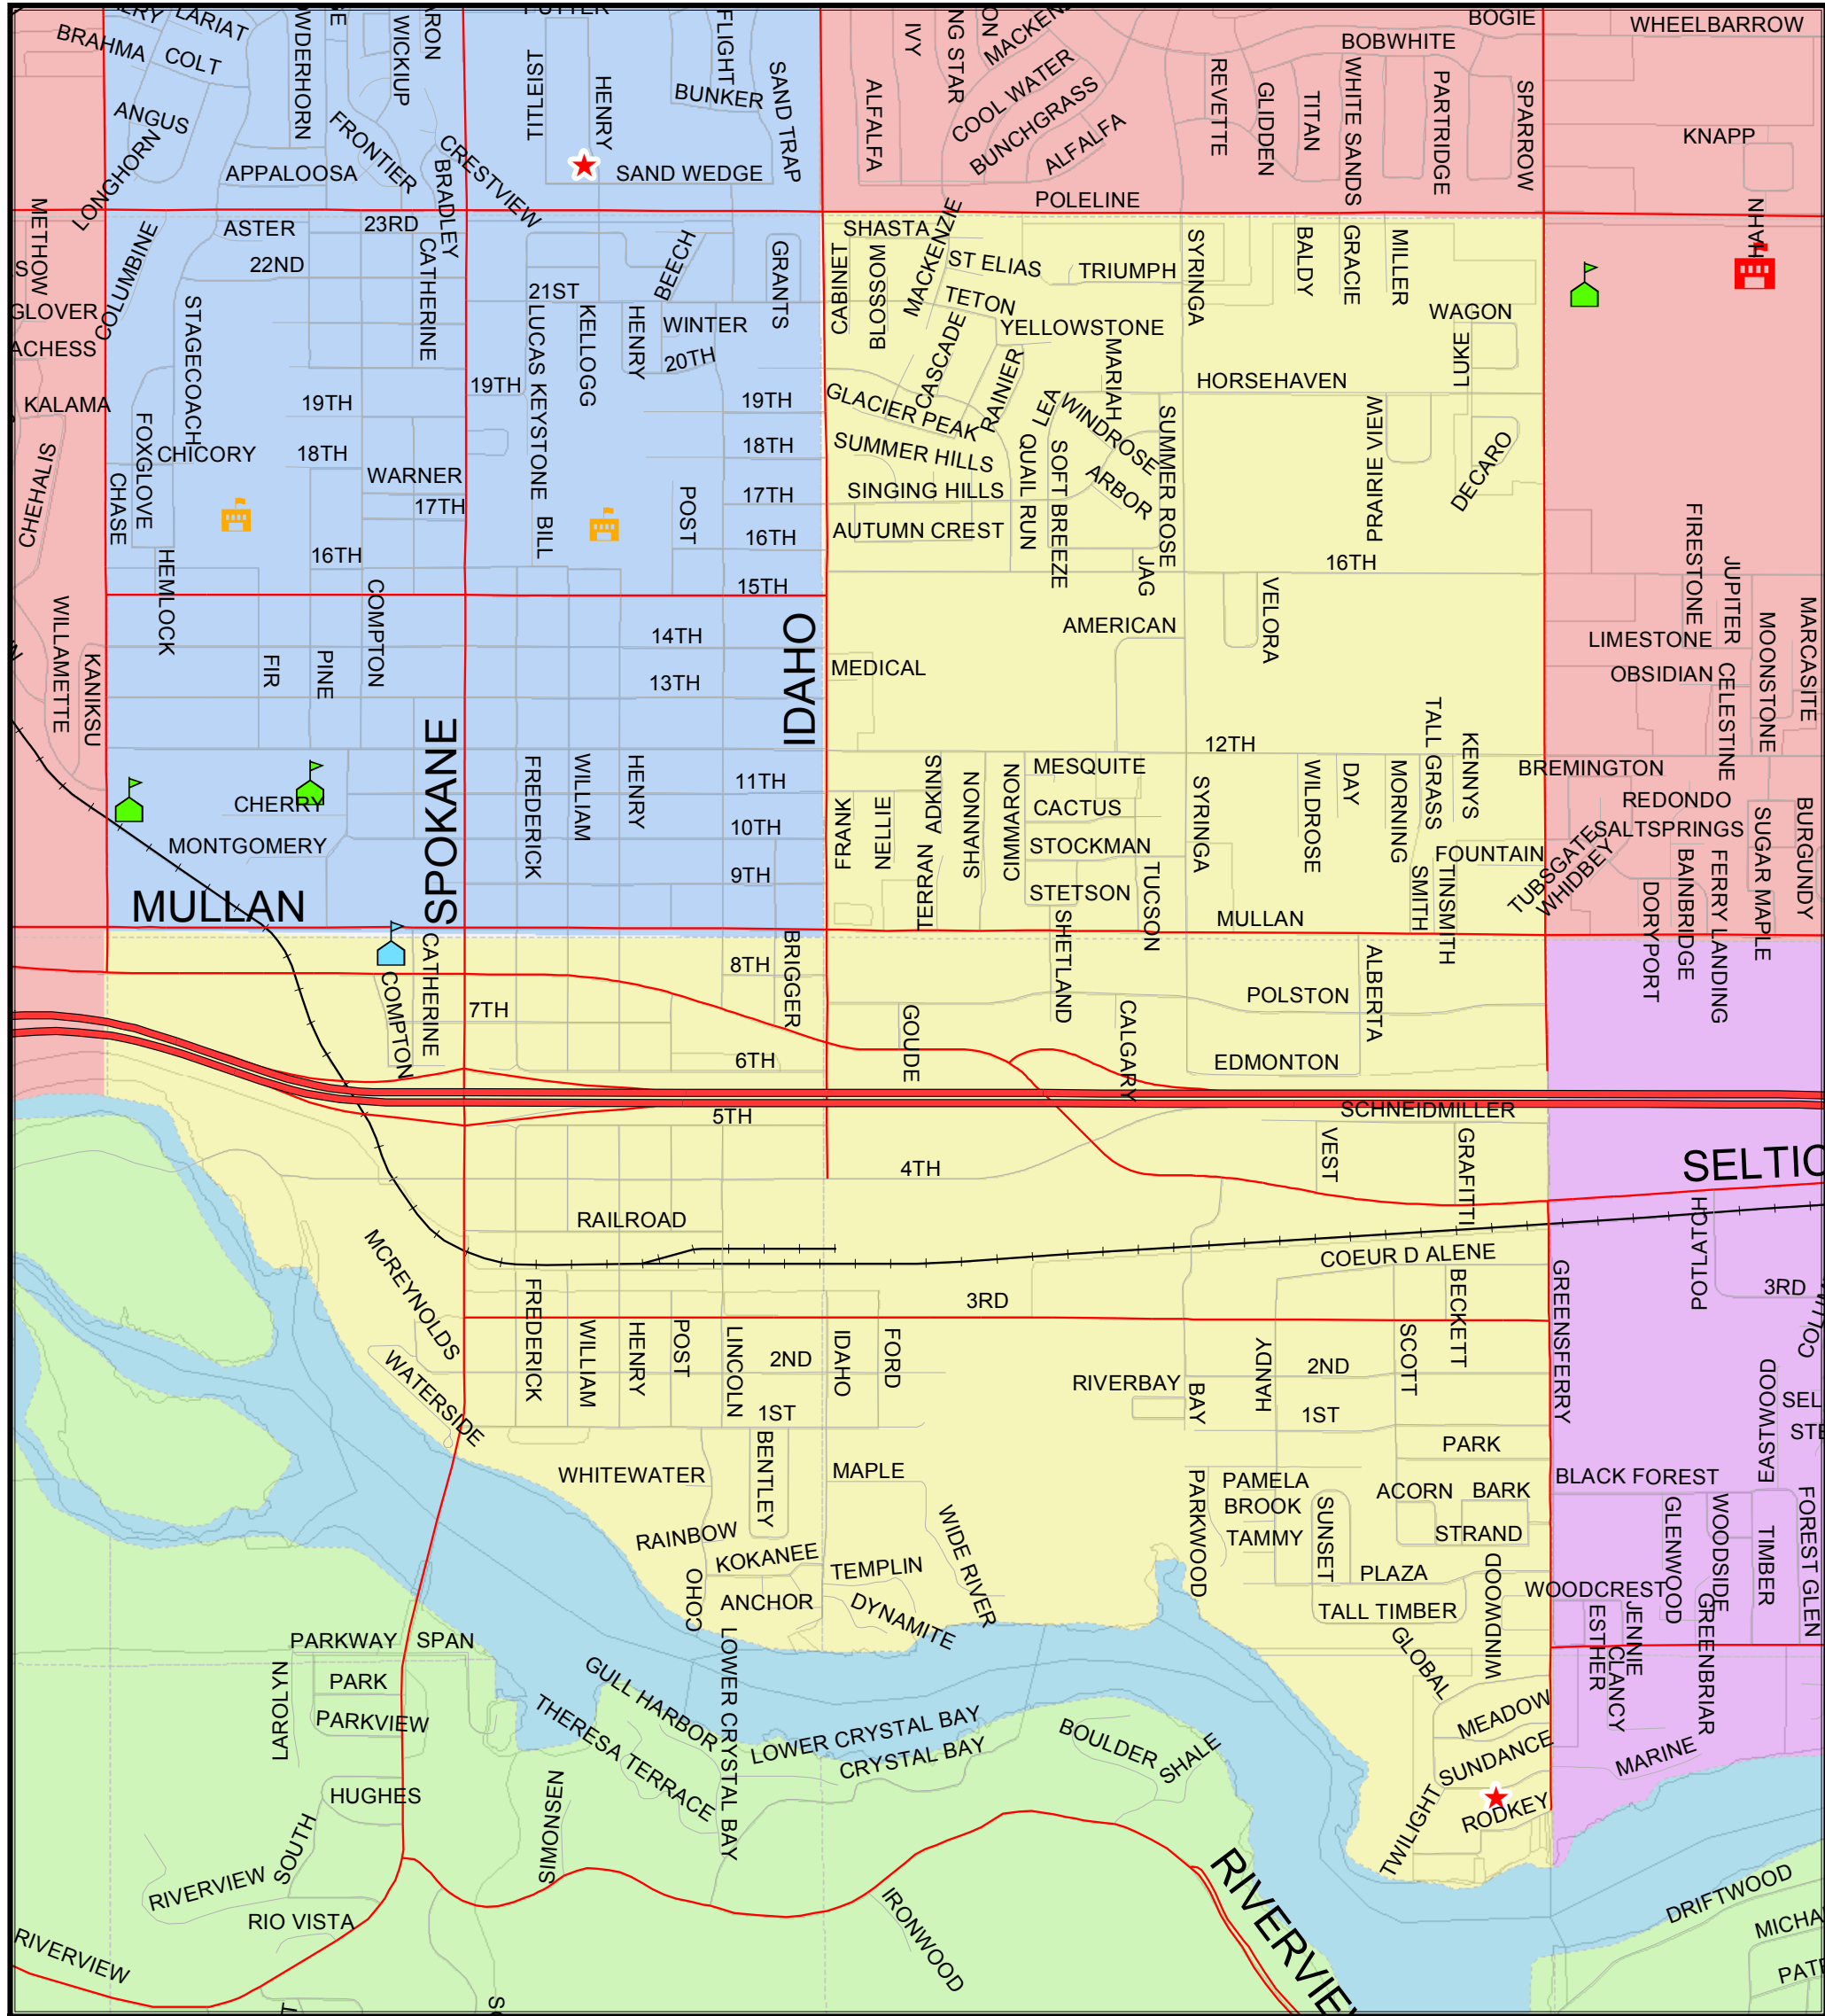 LARIAT
BRAHMA
COLT
ANGUS
LONGHORN
WICKIUP
FRONTIER
APPALOOSA
BRADLEY
CRESTVIEW
TITLEIST
HENRY
FLIGHT
BUNKER
SAND TRAP
SAND WEDGE
ALFALFA
IVY
COOL WATER
BUNCHGRASS
ALFALFA
POLELINE
REVETTE
GLIDDEN
TITAN
WHITE SANDS
BOGIE
BOBWHITE
PARTRIDGE
SPARROW
WHEELBARROW
KNAPP
HAHN
METHOW
GLOVER
KALAMA
CHEHALIS
WILLAMETTE
KANIKSU
COLUMBINE
ASTER
23RD
22ND
CATHERINE
STAGECOACH
19TH
FOXGLOVE
CHICORY
18TH
WARNER
CHASE
17TH
16TH
HEMLOCK
COMPTON
FIR
PINE
21ST
BEECH
GRANTS
LUCAS
KELLOGG
HENRY
WINTER
20TH
19TH
KEYSTONE
19TH
18TH
17TH
BILL
POST
16TH
15TH
14TH
13TH
IDAHO
SPOKANE
FREDERICK
WILLIAM
HENRY
11TH
10TH
9TH
CHERRY
MONTGOMERY
MULLAN
SHASTA
CABINET
BLOSSOM
MACKENZIE
ST ELIAS
TRIUMPH
TETON
YELLOWSTONE
CASCADE
RAINIER
MARIAH
GLACIER PEAK
LEA
WINDROSE
SUMMER HILLS
QUAIL RUN
SOFT BREEZE
ARBOR
SUMMER ROSE
SINGING HILLS
AUTUMN CREST
JAG
SYRINGA
BALDY
GRACIE
MILLER
WAGON
LUKE
HORSEHAVEN
PRAIRIE VIEW
DECARO
16TH
VELORA
AMERICAN
MEDICAL
12TH
TALL GRASS
KENNYS
FRANK
NELLIE
ADKINS
TERRAN
SHANNON
CIMMARON
MESQUITE
CACTUS
STOCKMAN
STETSON
TUCSON
SHETLAND
SYRINGA
WILDROSE
DAY
MORNING
FOUNTAIN
SMITH
TINSMITH
MULLAN
FIRESTONE
JUPITER
MOONSTONE
MARCASITE
LIMESTONE
OBSIDIAN
CELESTINE
BREMINGTON
REDONDO
SALTSPRINGS
TUBSGATE
WHIDBEY
DORYPORT
BAINBRIDGE
FERRY LANDING
SUGAR MAPLE
BURGUNDY
COMPTON
CATHERINE
8TH
BRIGGER
7TH
6TH
5TH
4TH
GOUDE
CALGARY
POLSTON
ALBERTA
EDMONTON
SCHNEIDMILLER
VEST
GRAFITTI
RAILROAD
COEUR D ALENE
SELTIC
POTLATCH
3RD
MCREYNOLDS
WATERSIDE
FREDERICK
WILLIAM
HENRY
POST
LINCOLN
2ND
1ST
IDAHO
FORD
3RD
RIVERBAY
BAY
HANDY
2ND
1ST
SCOTT
BECKETT
GREENSFERRY
EASTWOOD
WHITEWATER
BENTLEY
MAPLE
RAINBOW
KOKANEE
COHO
ANCHOR
TEMPLIN
DYNAMITE
WIDE RIVER
PARKWOOD
PAMELA
BROOK
TAMMY
SUNSET
PARK
ACORN
BARK
STRAND
PLAZA
TALL TIMBER
WINDWOOD
GLOBAL
MEADOW
SUNDANCE
TWILIGHT
RODKEY
BLACK FOREST
GLENWOOD
WOODSIDE
TIMBER
FOREST GLEN
WOODCREST
ESTHER
JENNIE
CLANCY
GREENBRIAR
MARINE
PARKWAY
SPAN
LAROLYN
PARK
PARKVIEW
HUGHES
SOUTH
RIVERVIEW
RIO VISTA
RIVERVIEW
SIMONSEN
GULL HARBOR
THERESA TERRACE
LOWER CRYSTAL BAY
LOWER CRYSTAL BAY
CRYSTAL BAY
BOULDER
SHALE
IRONWOOD
RIVERVIEW
DRIFTWOOD